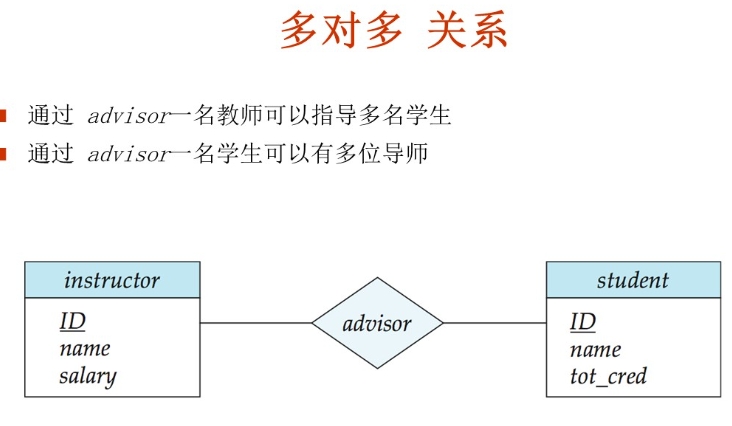 多对多 关系
通过 advisor一名教师可以指导多名学生
通过 advisor一名学生可以有多位导师
instructor
ID
name
salary
advisor
student
ID
name
tot_cred